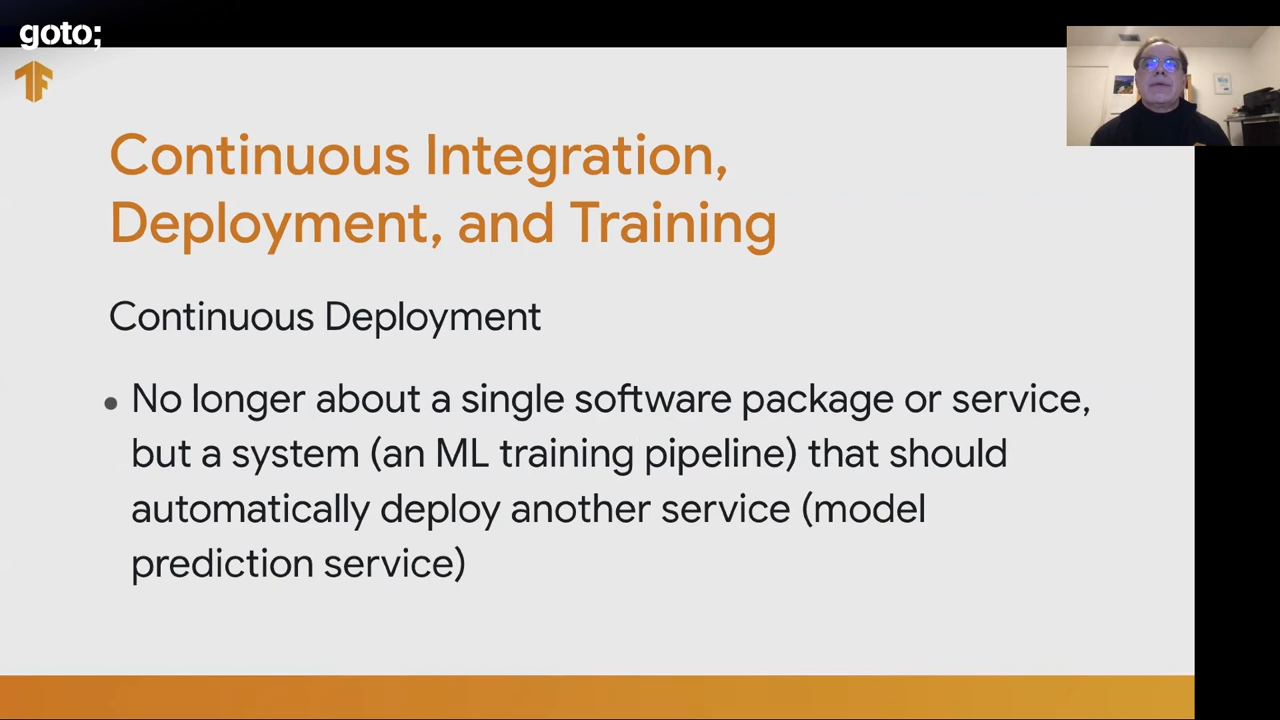 goto;
Continuous Integration,
Deployment, and Training
Continuous Deployment
• No longer about a single software package or service,
but a system (an ML training pipeline) that should
automatically deploy another service (model
prediction service)